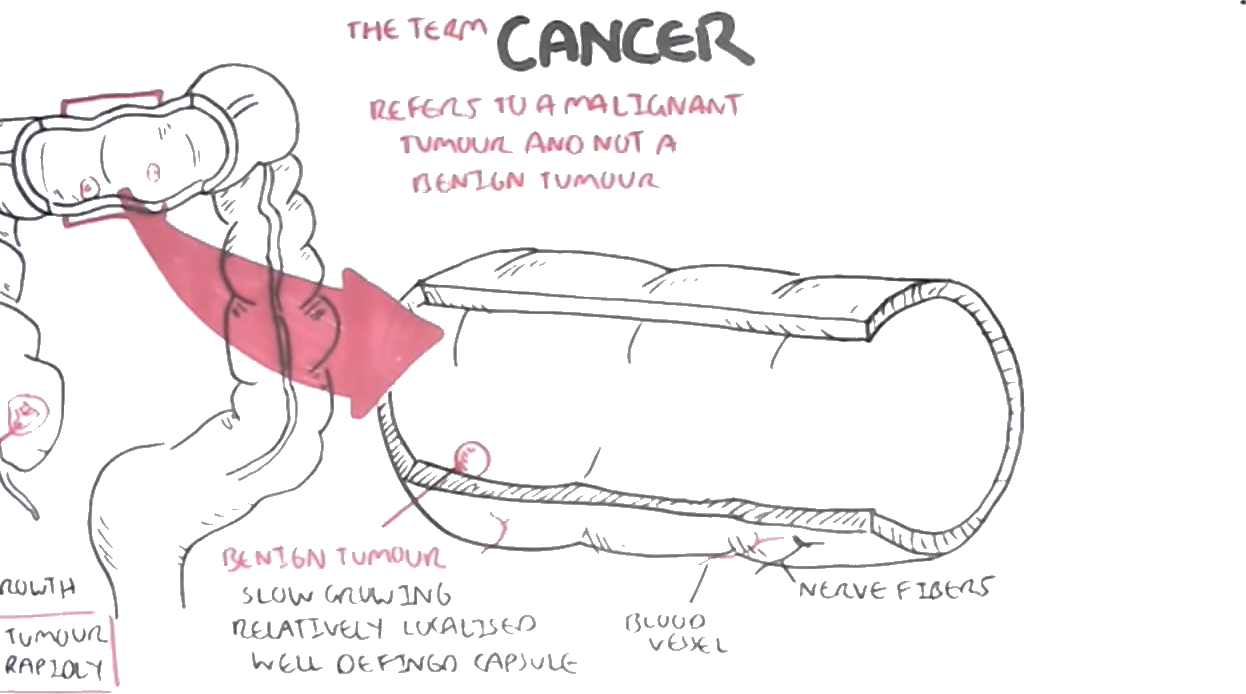 THE TERM CANCER
REFERS TO A MALIGNANT
TUMOUR AND NOT A
BENIGN TUMOUR
BENIGN TUMOUR
SLOW GROWING
RELATIVELY LOCALISED
WELL DEFINED CAPSULE
BLOOD
VESSEL
NERVE FIBERS
ROWTH
TUMOUR
RAPIDLY